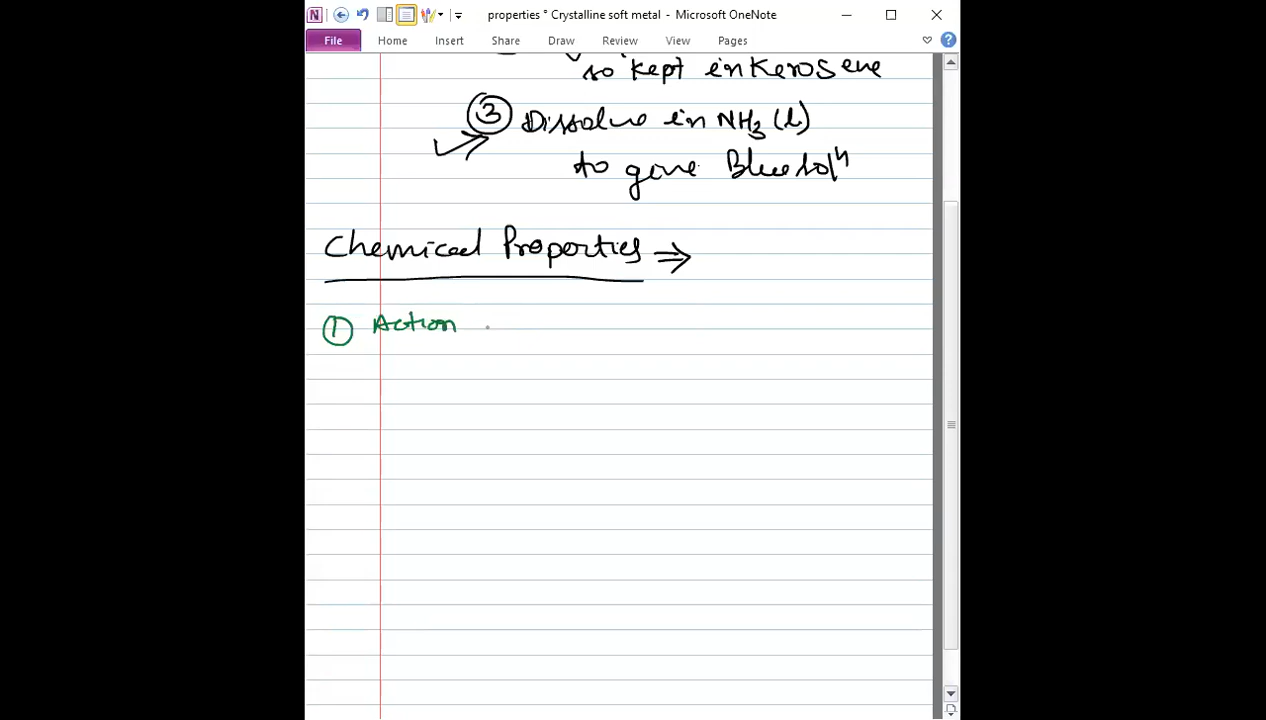 properties ° Crystalline soft metal - Microsoft OneNote
File Home Insert Share Draw Review View Pages
so kept in Kerosene
③ Dissolve in NH₃ (l)
to give Blue solⁿ
Chemical Properties ⇒
① Action